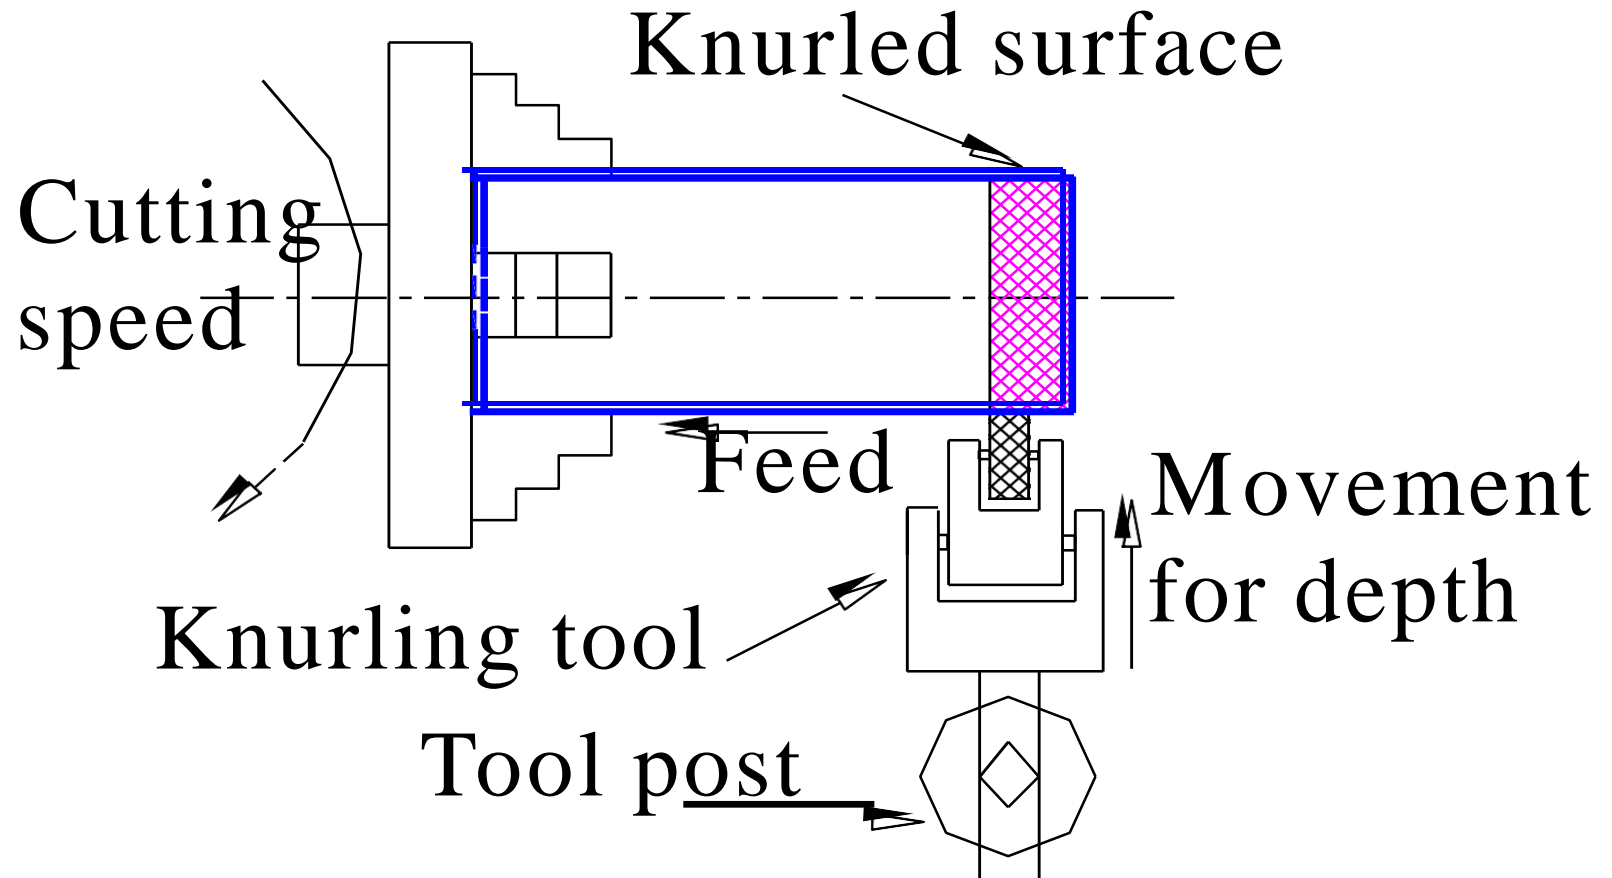 Knurled surface
Cutting
speed
Feed
Movement
for depth
Knurling tool
Tool post